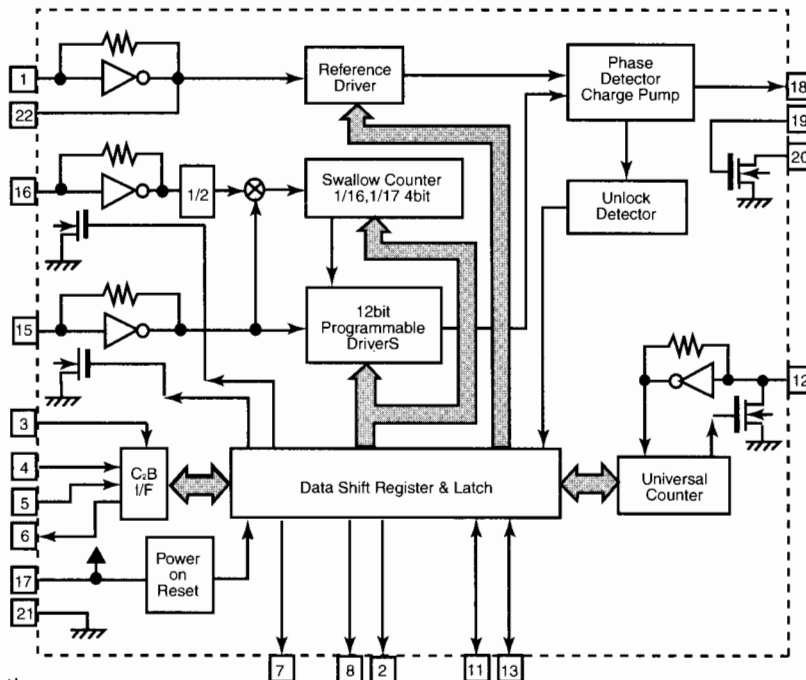 1
22
16
15
3
4
5
6
17
21
Reference
Driver
Phase
Detector
Charge Pump
18
19
20
1/2
Swallow Counter
1/16,1/17 4bit
Unlock
Detector
12bit
Programmable
DriverS
12
C₂B
I/F
Data Shift Register & Latch
Universal
Counter
Power
on
Reset
7
8
2
11
13